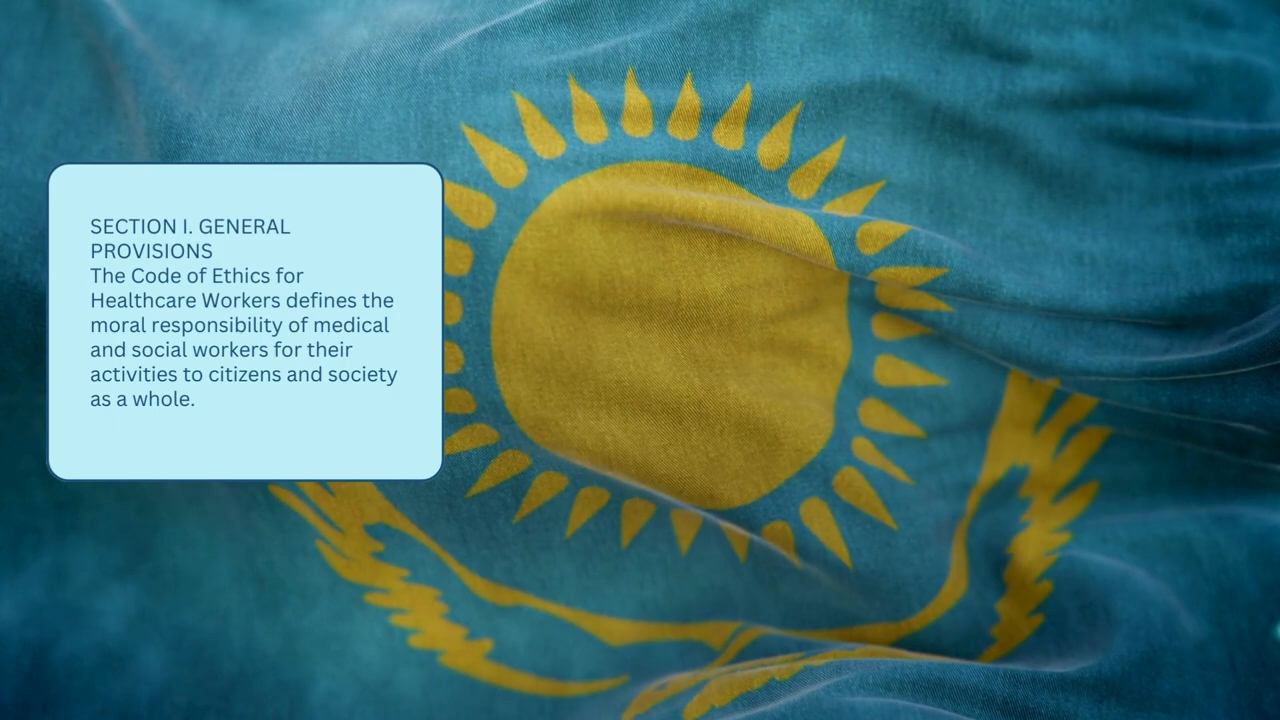 SECTION I. GENERAL
PROVISIONS
The Code of Ethics for
Healthcare Workers defines the
moral responsibility of medical
and social workers for their
activities to citizens and society
as a whole.